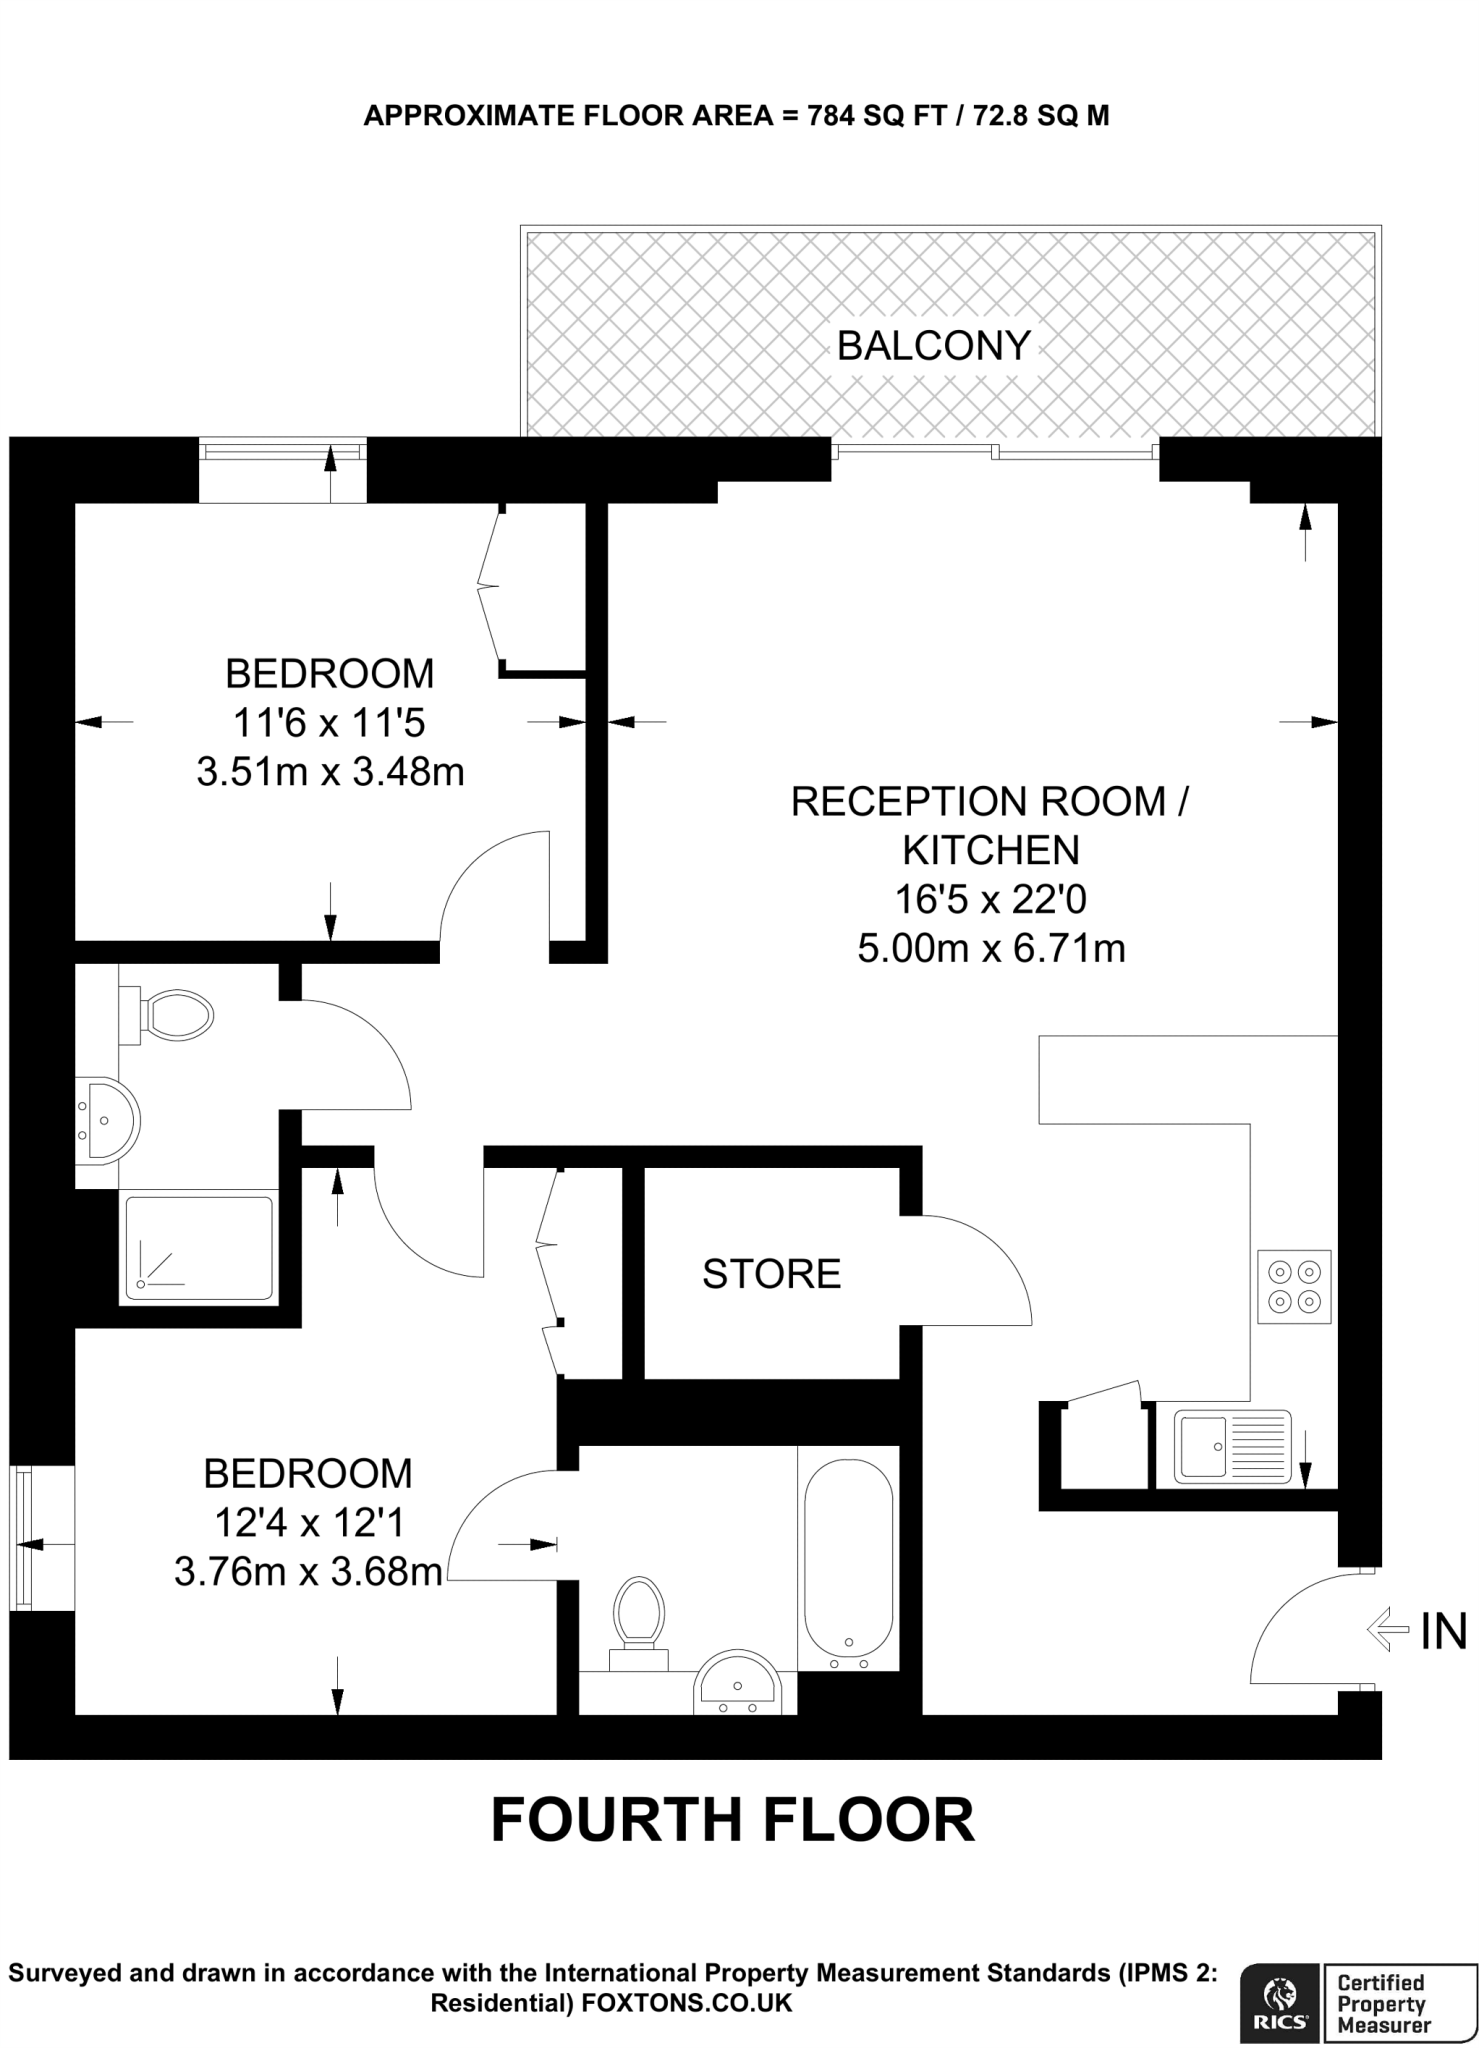 APPROXIMATE FLOOR AREA = 784 SQ FT / 72.8 SQ M
BALCONY
BEDROOM
11'6 x 11'5
3.51m x 3.48m
RECEPTION ROOM /
KITCHEN
16'5 x 22'0
5.00m x 6.71m
STORE
BEDROOM
12'4 x 12'1
3.76m x 3.68m
IN
FOURTH FLOOR
Surveyed and drawn in accordance with the International Property Measurement Standards (IPMS 2:
Residential) FOXTONS.CO.UK
RICS
Certified
Property
Measurer